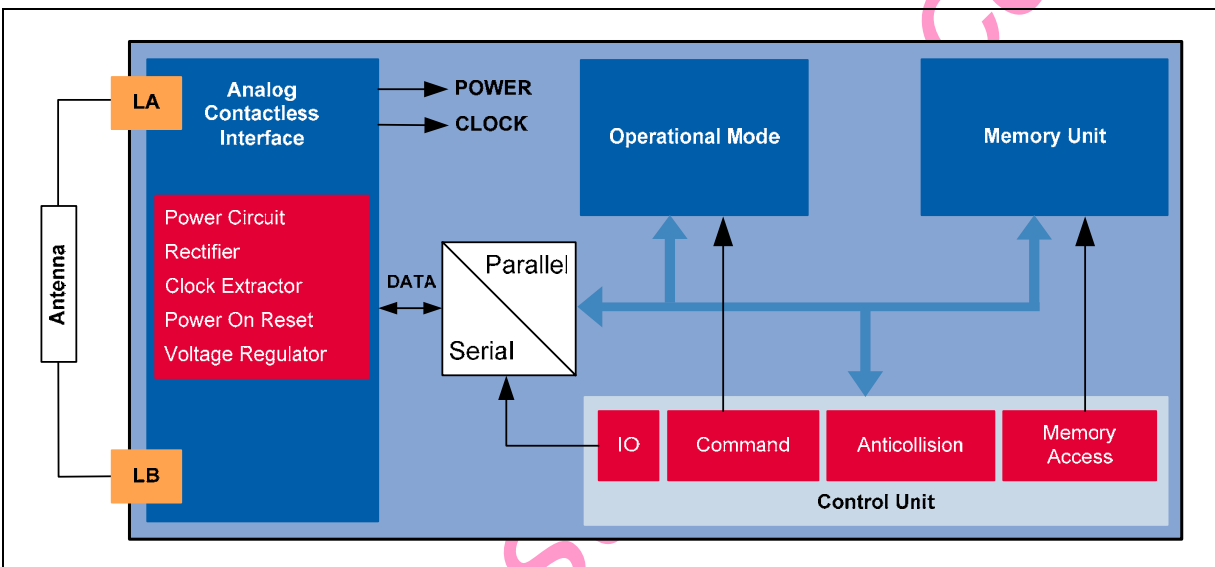 LA
Analog
Contactless
Interface
POWER
CLOCK
Operational Mode
Memory Unit
Power Circuit
Rectifier
Clock Extractor
Power On Reset
Voltage Regulator
Antenna
DATA
Parallel
Serial
IO
Command
Anticollision
Memory
Access
LB
Control Unit